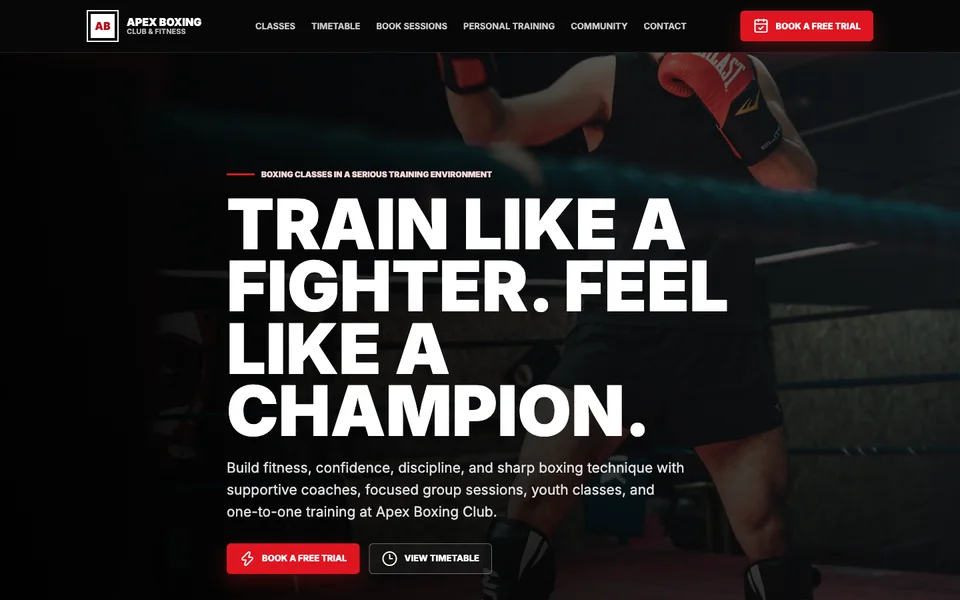 AB
APEX BOXING
CLUB & FITNESS
CLASSES TIMETABLE BOOK SESSIONS PERSONAL TRAINING COMMUNITY CONTACT
BOOK A FREE TRIAL
BOXING CLASSES IN A SERIOUS TRAINING ENVIRONMENT
TRAIN LIKE A
FIGHTER. FEEL
LIKE A
CHAMPION.
Build fitness, confidence, discipline, and sharp boxing technique with
supportive coaches, focused group sessions, youth classes, and
one-to-one training at Apex Boxing Club.
BOOK A FREE TRIAL
VIEW TIMETABLE